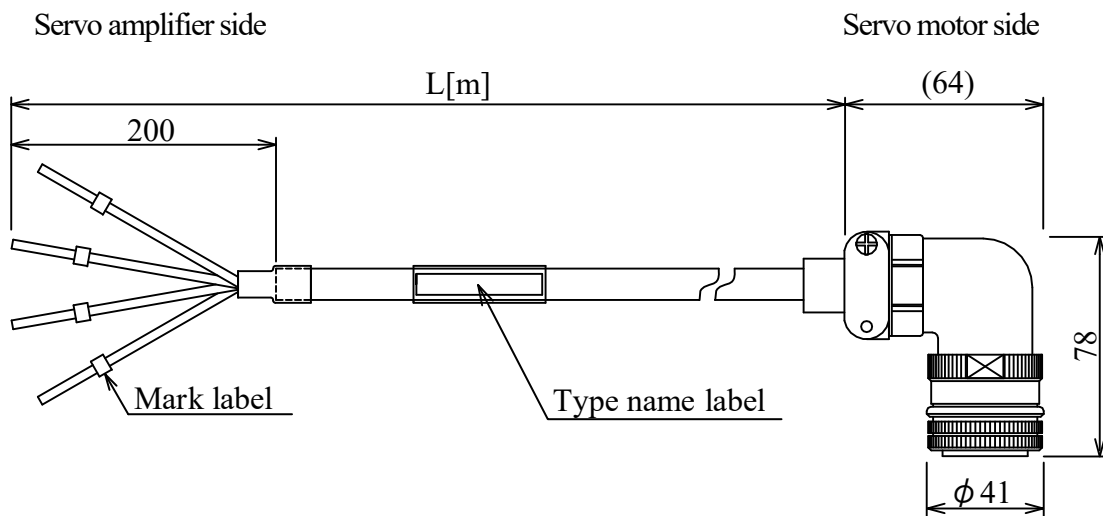 Servo amplifier side
Servo motor side
L[m]
(64)
200
78
Mark label
Type name label
ϕ41